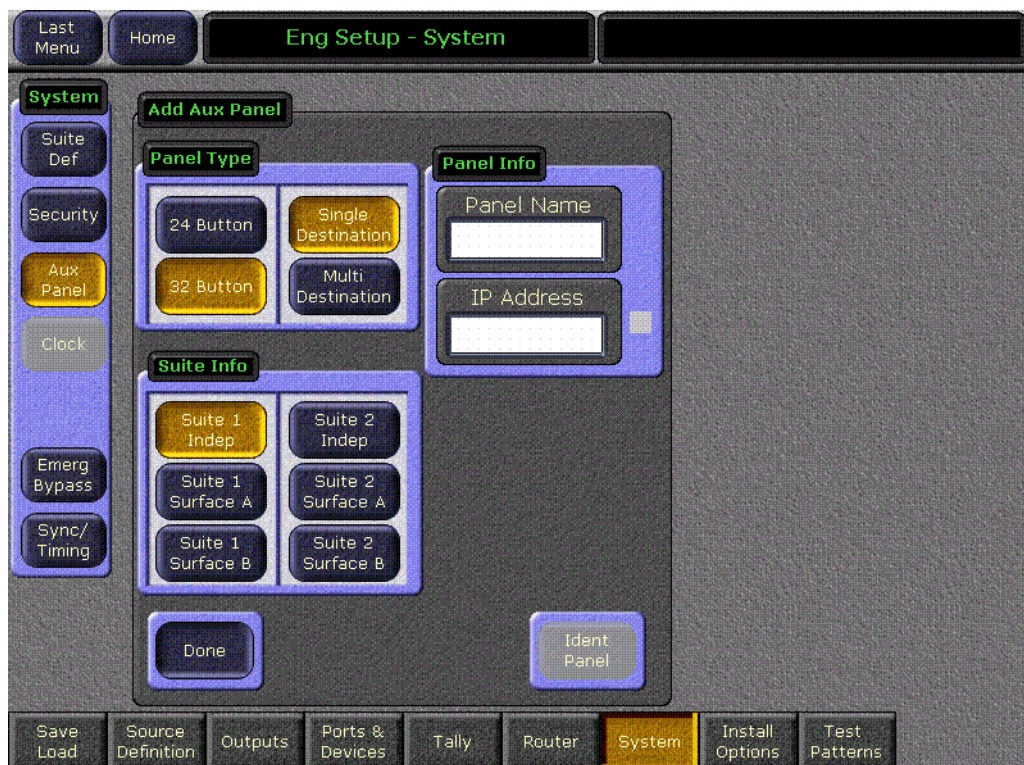 Last
Menu
Home
Eng Setup - System
System
Suite
Def
Security
Aux
Panel
Clock
Emerg
Bypass
Sync/
Timing
Add Aux Panel
Panel Type
24 Button
Single
Destination
32 Button
Multi
Destination
Panel Info
Panel Name
IP Address
Suite Info
Suite 1
Indep
Suite 2
Indep
Suite 1
Surface A
Suite 2
Surface A
Suite 1
Surface B
Suite 2
Surface B
Done
Ident
Panel
Save
Load
Source
Definition
Outputs
Ports &
Devices
Tally
Router
System
Install
Options
Test
Patterns